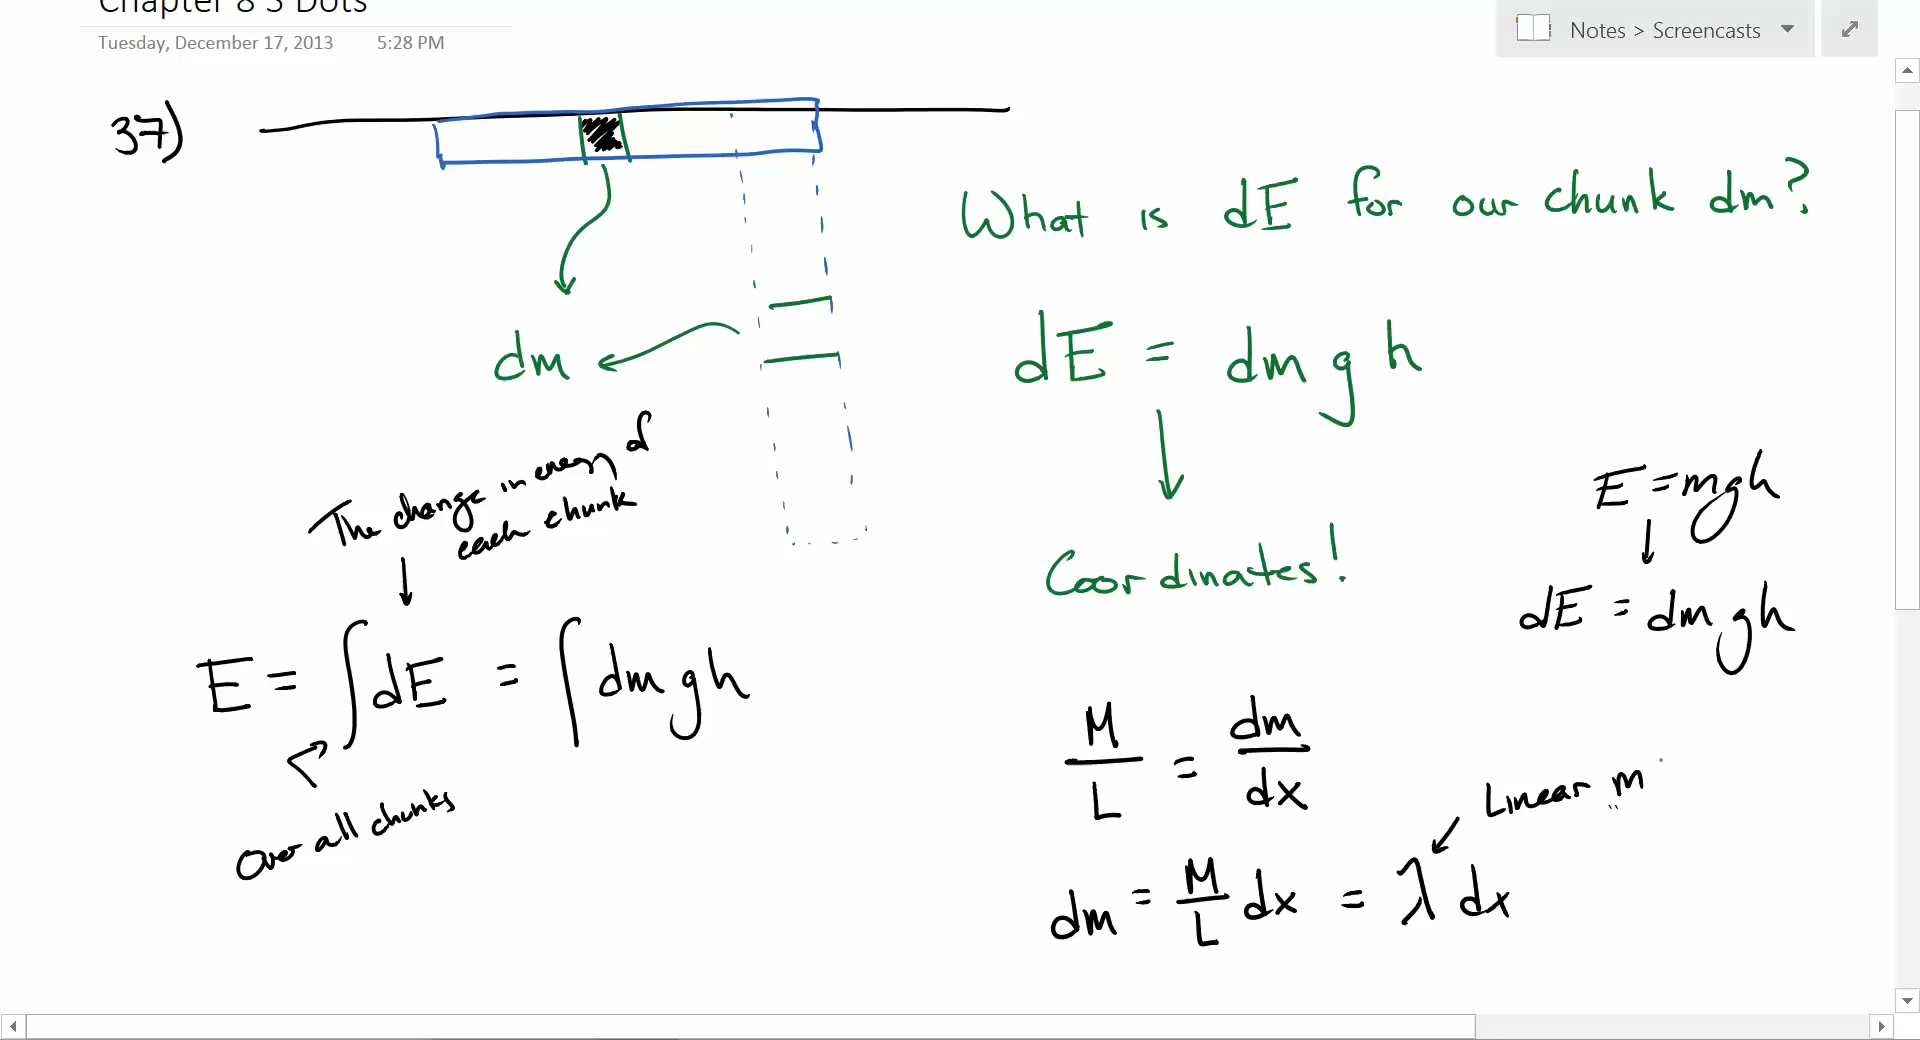 Chapter 8 3 Dots
Tuesday, December 17, 2013 5:28 PM
Notes > Screencasts
37)
What is dE for our chunk dm?
dm
dE = dm g h
The change in energy of
each chunk
Coordinates!
E = mgh
dE = dm gh
E = ∫dE = ∫dm gh
Over all chunks
M/L = dm/dx
Linear m
dm = M/L dx = λ dx